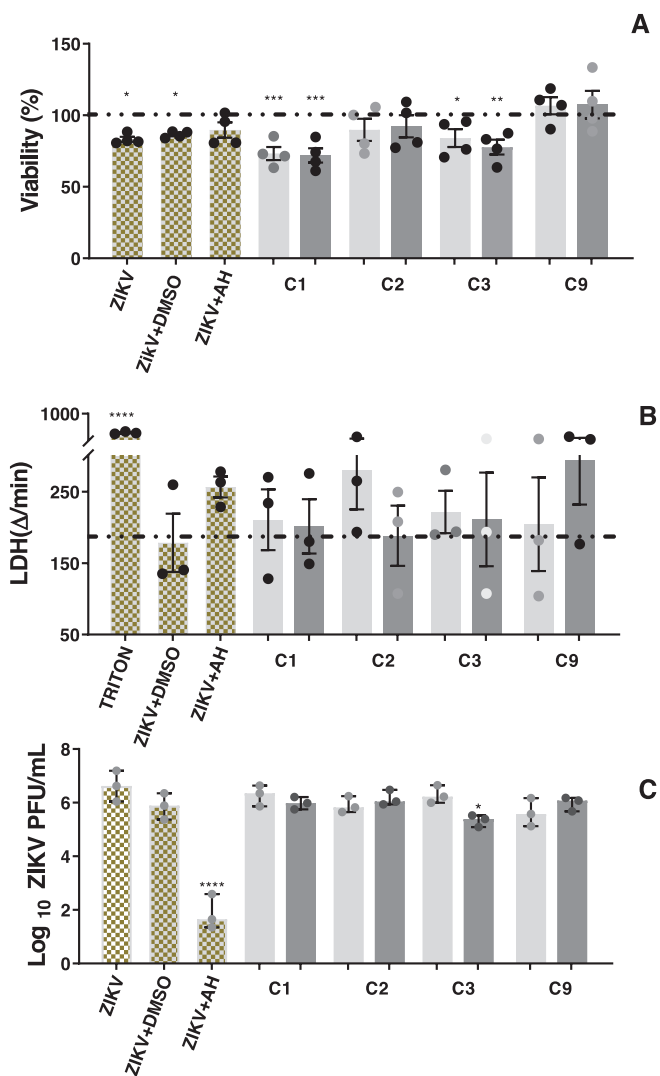 A
Viability (%)
150
100
50
0
* * *** *** * **
ZIKV
ZikV+DMSO
ZIKV+AH
C1 C2 C3 C9
B
LDH(Δ/min)
1000
250
150
50
****
TRITON
ZIKV+DMSO
ZIKV+AH
C1 C2 C3 C9
C
Log 10 ZIKV PFU/mL
8
6
4
2
0
**** *
ZIKV
ZIKV+DMSO
ZIKV+AH
C1 C2 C3 C9